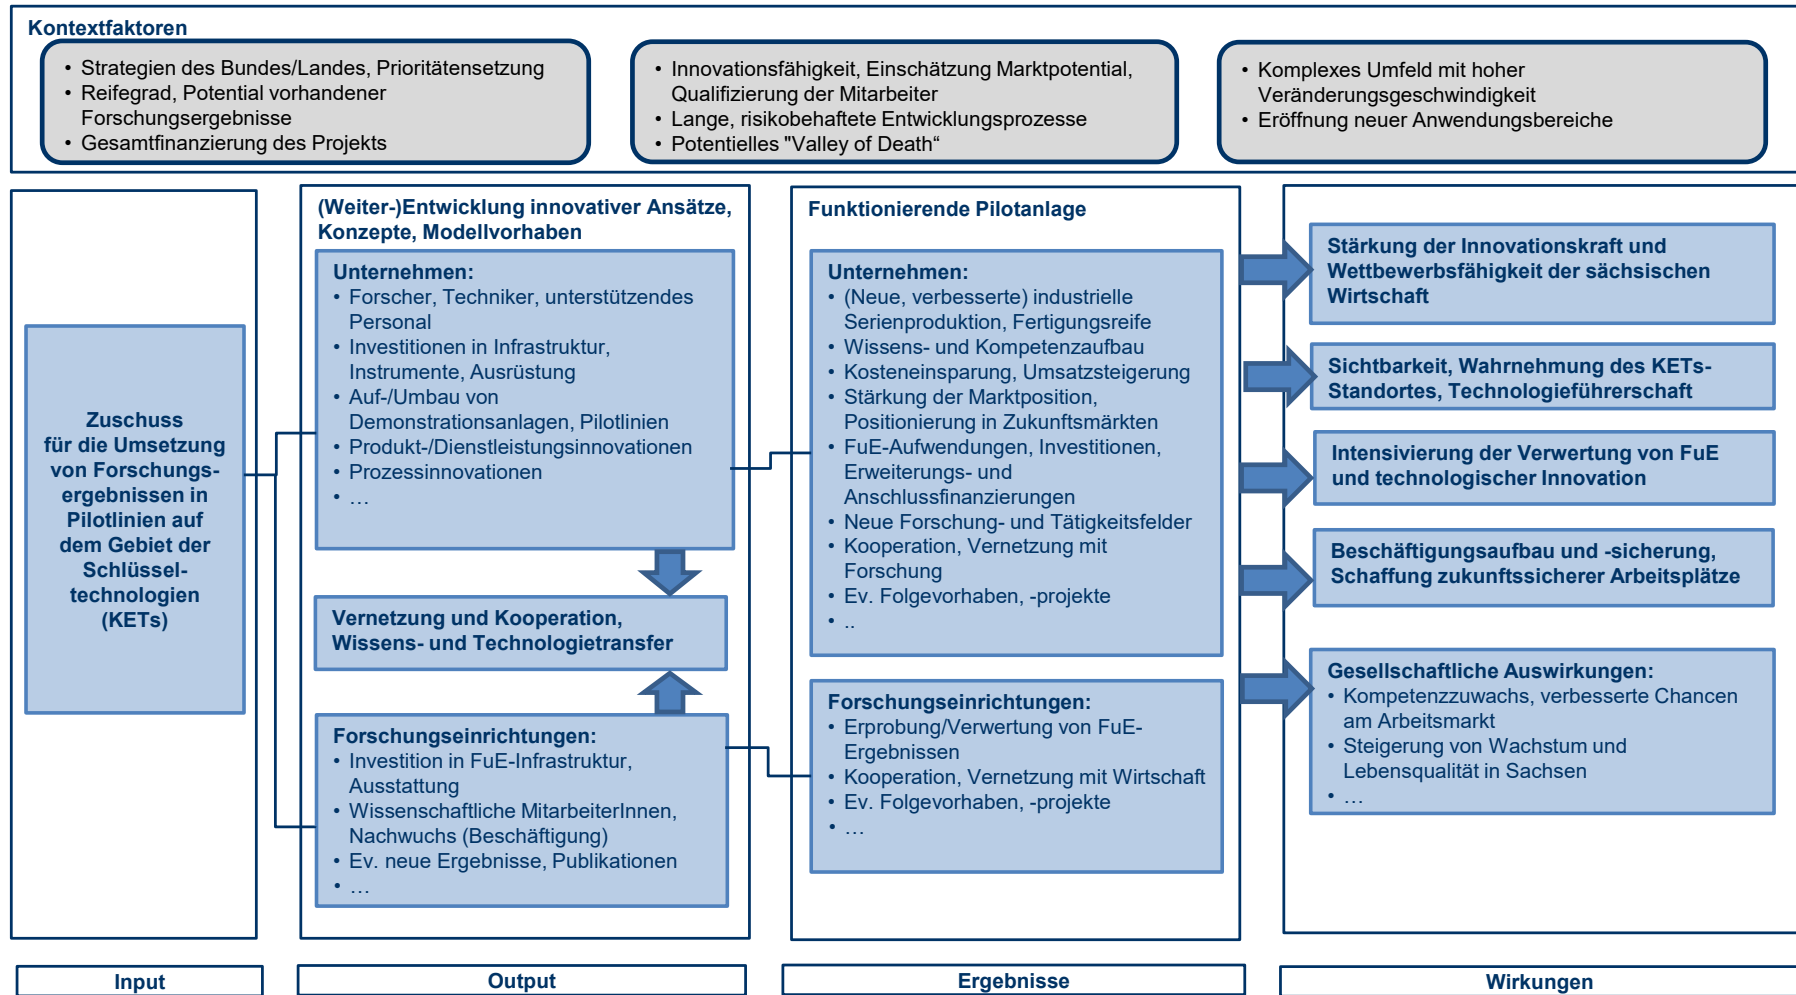 Kontextfaktoren
• Strategien des Bundes/Landes, Prioritätensetzung
• Reifegrad, Potential vorhandener
Forschungsergebnisse
• Gesamtfinanzierung des Projekts
• Innovationsfähigkeit, Einschätzung Marktpotential,
Qualifizierung der Mitarbeiter
• Lange, risikobehaftete Entwicklungsprozesse
• Potentielles "Valley of Death“
• Komplexes Umfeld mit hoher
Veränderungsgeschwindigkeit
• Eröffnung neuer Anwendungsbereiche
Zuschuss
für die Umsetzung
von Forschungs-
ergebnissen in
Pilotlinien auf
dem Gebiet der
Schlüssel-
technologien
(KETs)
(Weiter-)Entwicklung innovativer Ansätze,
Konzepte, Modellvorhaben
Unternehmen:
• Forscher, Techniker, unterstützendes
Personal
• Investitionen in Infrastruktur,
Instrumente, Ausrüstung
• Auf-/Umbau von
Demonstrationsanlagen, Pilotlinien
• Produkt-/Dienstleistungsinnovationen
• Prozessinnovationen
• …
Vernetzung und Kooperation,
Wissens- und Technologietransfer
Forschungseinrichtungen:
• Investition in FuE-Infrastruktur,
Ausstattung
• Wissenschaftliche MitarbeiterInnen,
Nachwuchs (Beschäftigung)
• Ev. neue Ergebnisse, Publikationen
• …
Funktionierende Pilotanlage
Unternehmen:
• (Neue, verbesserte) industrielle
Serienproduktion, Fertigungsreife
• Wissens- und Kompetenzaufbau
• Kosteneinsparung, Umsatzsteigerung
• Stärkung der Marktposition,
Positionierung in Zukunftsmärkten
• FuE-Aufwendungen, Investitionen,
Erweiterungs- und
Anschlussfinanzierungen
• Neue Forschung- und Tätigkeitsfelder
• Kooperation, Vernetzung mit
Forschung
• Ev. Folgevorhaben, -projekte
• ..
Forschungseinrichtungen:
• Erprobung/Verwertung von FuE-
Ergebnissen
• Kooperation, Vernetzung mit Wirtschaft
• Ev. Folgevorhaben, -projekte
• …
Stärkung der Innovationskraft und
Wettbewerbsfähigkeit der sächsischen
Wirtschaft
Sichtbarkeit, Wahrnehmung des KETs-
Standortes, Technologieführerschaft
Intensivierung der Verwertung von FuE
und technologischer Innovation
Beschäftigungsaufbau und -sicherung,
Schaffung zukunftssicherer Arbeitsplätze
Gesellschaftliche Auswirkungen:
• Kompetenzzuwachs, verbesserte Chancen
am Arbeitsmarkt
• Steigerung von Wachstum und
Lebensqualität in Sachsen
• …
Input
Output
Ergebnisse
Wirkungen